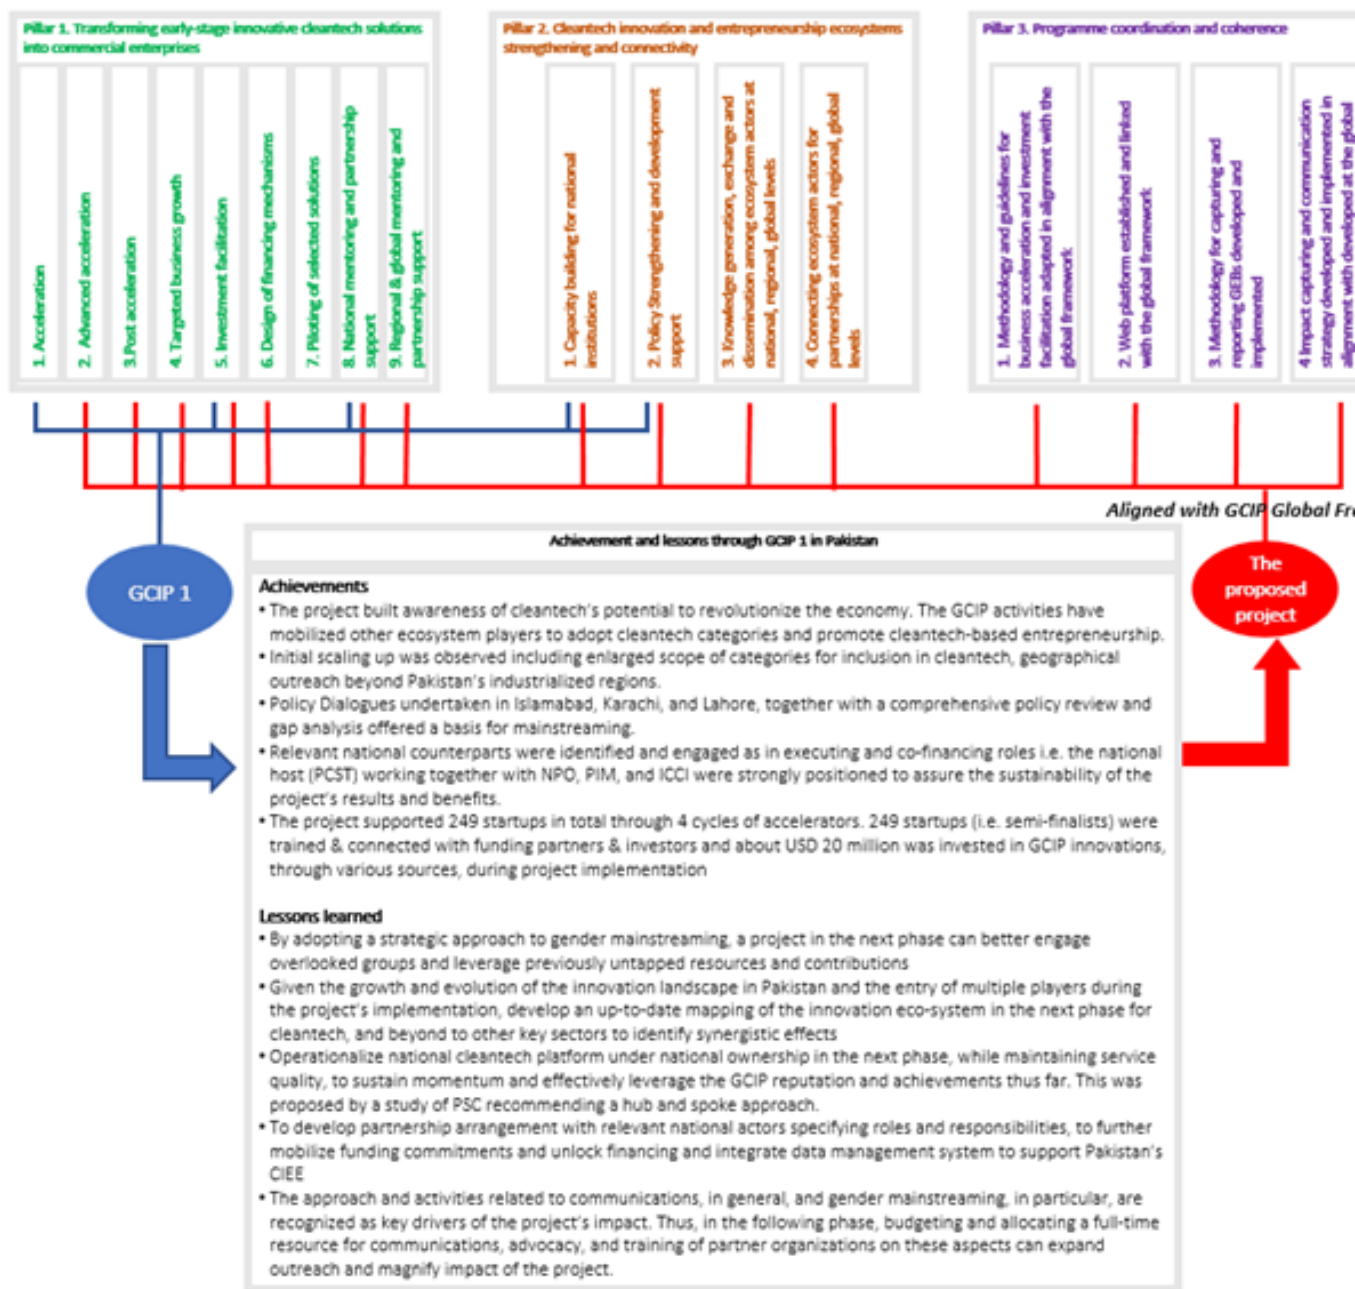 Pillar 1. Transforming early-stage innovative cleantech solutions
into commercial enterprises
1. Acceleration
2. Advanced acceleration
3.Post acceleration
4. Targeted business growth
5. Investment facilitation
6. Design of financing mechanisms
7. Piloting of selected solutions
8. National mentoring and partnership
support
9. Regional & global mentoring and
partnership support
Pillar 2. Cleantech innovation and entrepreneurship ecosystems
strengthening and connectivity
1. Capacity building for national
institutions
2. Policy Strengthening and development
support
3. Knowledge generation, exchange and
dissemination among ecosystem actors at
national, regional, global levels
4. Connecting ecosystem actors for
partnerships at national, regional, global
levels
Pillar 3. Programme coordination and coherence
1. Methodology and guidelines for
business acceleration and investment
facilitation adapted in alignment with the
global framework
2. Web platform established and linked
with the global framework
3. Methodology for capturing and
reporting GEBs developed and
implemented
4 Impact capturing and communication
strategy developed and implemented in
alignment with developed at the global
Aligned with GCIP Global Fr
GCIP 1
The
proposed
project
Achievement and lessons through GCIP 1 in Pakistan
Achievements
• The project built awareness of cleantech's potential to revolutionize the economy. The GCIP activities have
mobilized other ecosystem players to adopt cleantech categories and promote cleantech-based entrepreneurship.
• Initial scaling up was observed including enlarged scope of categories for inclusion in cleantech, geographical
outreach beyond Pakistan's industrialized regions.
• Policy Dialogues undertaken in Islamabad, Karachi, and Lahore, together with a comprehensive policy review and
gap analysis offered a basis for mainstreaming.
• Relevant national counterparts were identified and engaged as in executing and co-financing roles i.e. the national
host (PCST) working together with NPO, PIM, and ICCI were strongly positioned to assure the sustainability of the
project's results and benefits.
• The project supported 249 startups in total through 4 cycles of accelerators. 249 startups (i.e. semi-finalists) were
trained & connected with funding partners & investors and about USD 20 million was invested in GCIP innovations,
through various sources, during project implementation
Lessons learned
• By adopting a strategic approach to gender mainstreaming, a project in the next phase can better engage
overlooked groups and leverage previously untapped resources and contributions
• Given the growth and evolution of the innovation landscape in Pakistan and the entry of multiple players during
the project's implementation, develop an up-to-date mapping of the innovation eco-system in the next phase for
cleantech, and beyond to other key sectors to identify synergistic effects
• Operationalize national cleantech platform under national ownership in the next phase, while maintaining service
quality, to sustain momentum and effectively leverage the GCIP reputation and achievements thus far. This was
proposed by a study of PSC recommending a hub and spoke approach.
• To develop partnership arrangement with relevant national actors specifying roles and responsibilities, to further
mobilize funding commitments and unlock financing and integrate data management system to support Pakistan's
CIEE
• The approach and activities related to communications, in general, and gender mainstreaming, in particular, are
recognized as key drivers of the project's impact. Thus, in the following phase, budgeting and allocating a full-time
resource for communications, advocacy, and training of partner organizations on these aspects can expand
outreach and magnify impact of the project.